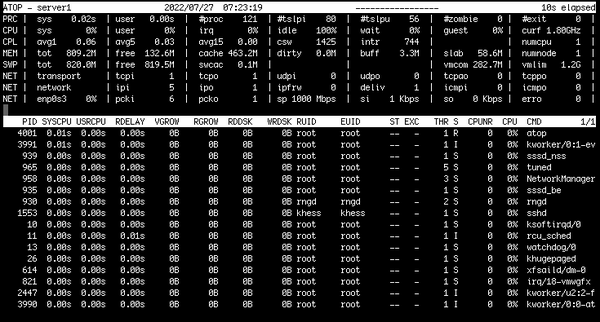 ATOP - server1 2022/07/27 07:23:19 ----------------- 10s elapsed
PRC | sys 0.02s | user 0.00s | #proc 121 | #tslpi 80 | #tslpu 56 | #zombie 0 | #exit 0 |
CPU | sys 0% | user 0% | irq 0% | idle 100% | wait 0% | guest 0% | curf 1.80GHz |
CPL | avg1 0.06 | avg5 0.03 | avg15 0.00 | csw 1425 | intr 744 | | numcpu 1 |
MEM | tot 809.2M | free 132.6M | cache 463.2M | dirty 0.0M | buff 3.3M | slab 58.6M | numnode 1 |
SWP | tot 820.0M | free 819.5M | swcac 0.1M | | | vmcom 282.7M | vmlim 1.2G |
NET | transport | tcpi 1 | tcpo 1 | udpi 0 | udpo 0 | tcpao 0 | tcppo 0 |
NET | network | ipi 5 | ipo 1 | ipfrw 0 | deliv 1 | icmpi 0 | icmpo 0 |
NET | enp0s3 0% | pcki 6 | pcko 1 | sp 1000 Mbps | si 1 Kbps | so 0 Kbps | erro 0 |
PID SYSCPU USRCPU RDELAY VGROW RGROW RDDSK WRDSK RUID EUID ST EXC THR S CPUNR CPU CMD 1/1
4001 0.01s 0.00s 0.00s 0B 0B 0B 0B root root -- - 1 R 0 0% atop
3991 0.01s 0.00s 0.00s 0B 0B 0B 0B root root -- - 1 I 0 0% kworker/0:1-ev
939 0.00s 0.00s 0.00s 0B 0B 0B 0B root root -- - 1 S 0 0% sssd_nss
965 0.00s 0.00s 0.00s 0B 0B 0B 0B root root -- - 5 S 0 0% tuned
958 0.00s 0.00s 0.00s 0B 0B 0B 0B root root -- - 3 S 0 0% NetworkManager
935 0.00s 0.00s 0.00s 0B 0B 0B 0B root root -- - 1 S 0 0% sssd_be
930 0.00s 0.00s 0.00s 0B 0B 0B 0B root root -- - 2 S 0 0% rngd
1553 0.00s 0.00s 0.00s 0B 0B 0B 0B khess khess -- - 1 S 0 0% sshd
10 0.00s 0.00s 0.00s 0B 0B 0B 0B root root -- - 1 S 0 0% ksoftirqd/0
11 0.00s 0.00s 0.01s 0B 0B 0B 0B root root -- - 1 I 0 0% rcu_sched
13 0.00s 0.00s 0.00s 0B 0B 0B 0B root root -- - 1 S 0 0% watchdog/0
26 0.00s 0.00s 0.00s 0B 0B 0B 0B root root -- - 1 S 0 0% khugepaged
614 0.00s 0.00s 0.00s 0B 0B 0B 0B root root -- - 1 S 0 0% xfsaild/dm-0
821 0.00s 0.00s 0.00s 0B 0B 0B 0B root root -- - 1 S 0 0% irq/18-vmwgfx
2447 0.00s 0.00s 0.00s 0B 0B 0B 0B root root -- - 1 I 0 0% kworker/u2:2-f
3990 0.00s 0.00s 0.00s 0B 0B 0B 0B root root -- - 1 I 0 0% kworker/0:0-at